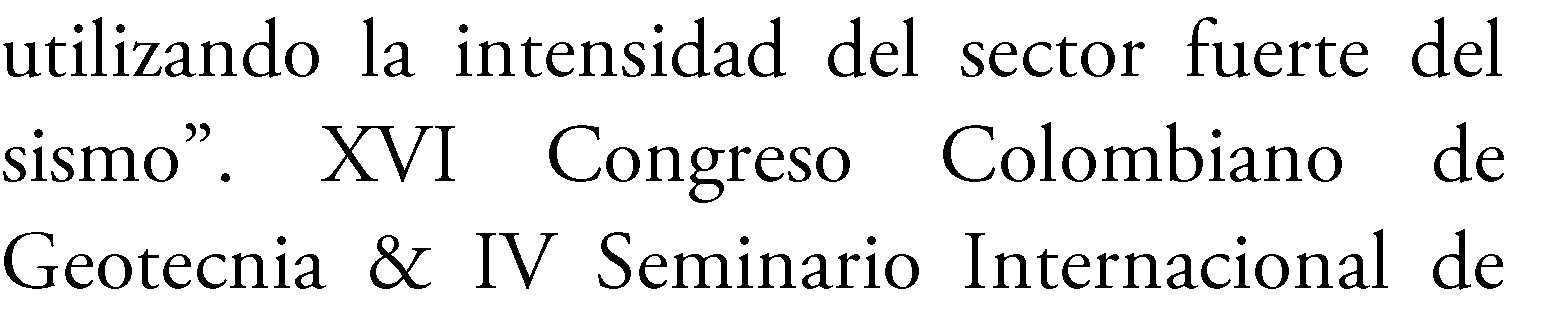 utilizando la intensidad del sector fuerte del
sismo”. XVI Congreso Colombiano de
Geotecnia & IV Seminario Internacional de